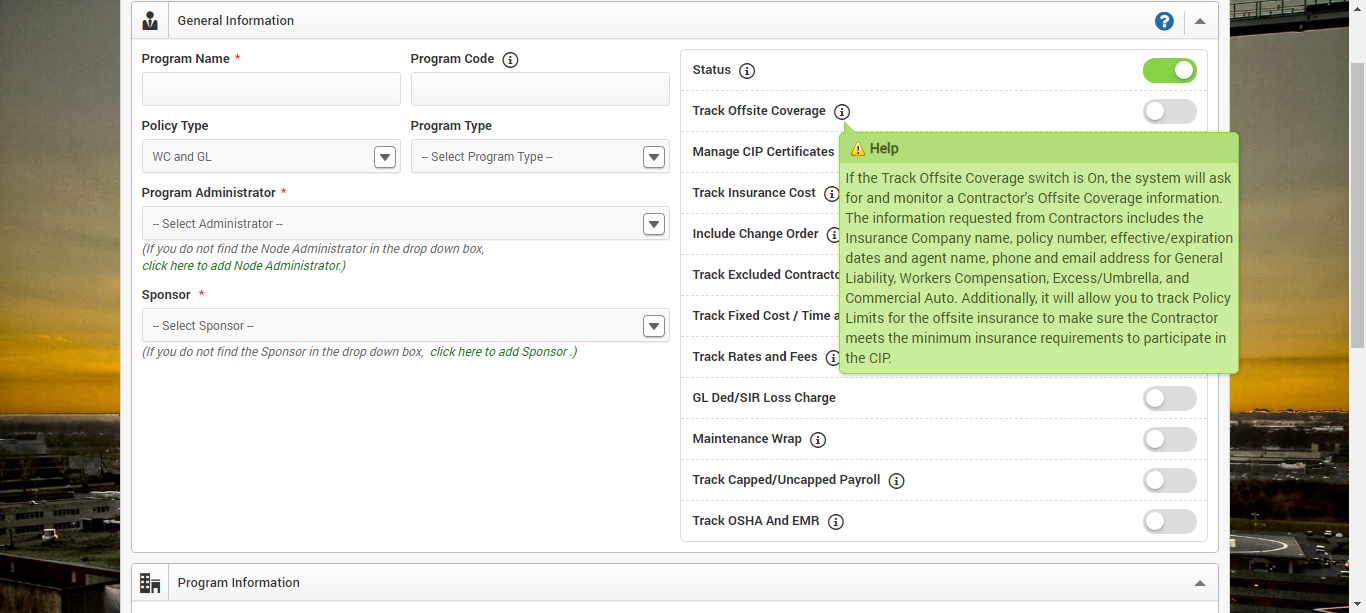 General Information
?
Program Name *
Program Code
Policy Type
WC and GL
Program Type
-- Select Program Type --
Program Administrator *
-- Select Administrator --
(If you do not find the Node Administrator in the drop down box,
click here to add Node Administrator.)
Sponsor *
-- Select Sponsor --
(If you do not find the Sponsor in the drop down box, click here to add Sponsor .)
Status
Track Offsite Coverage
Manage CIP Certificates
Track Insurance Cost
Include Change Order
Track Excluded Contracto
Track Fixed Cost / Time a
Track Rates and Fees
GL Ded/SIR Loss Charge
Maintenance Wrap
Track Capped/Uncapped Payroll
Track OSHA And EMR
Help
If the Track Offsite Coverage switch is On, the system will ask
for and monitor a Contractor's Offsite Coverage information.
The information requested from Contractors includes the
Insurance Company name, policy number, effective/expiration
dates and agent name, phone and email address for General
Liability, Workers Compensation, Excess/Umbrella, and
Commercial Auto. Additionally, it will allow you to track Policy
Limits for the offsite insurance to make sure the Contractor
meets the minimum insurance requirements to participate in
the CIP.
Program Information